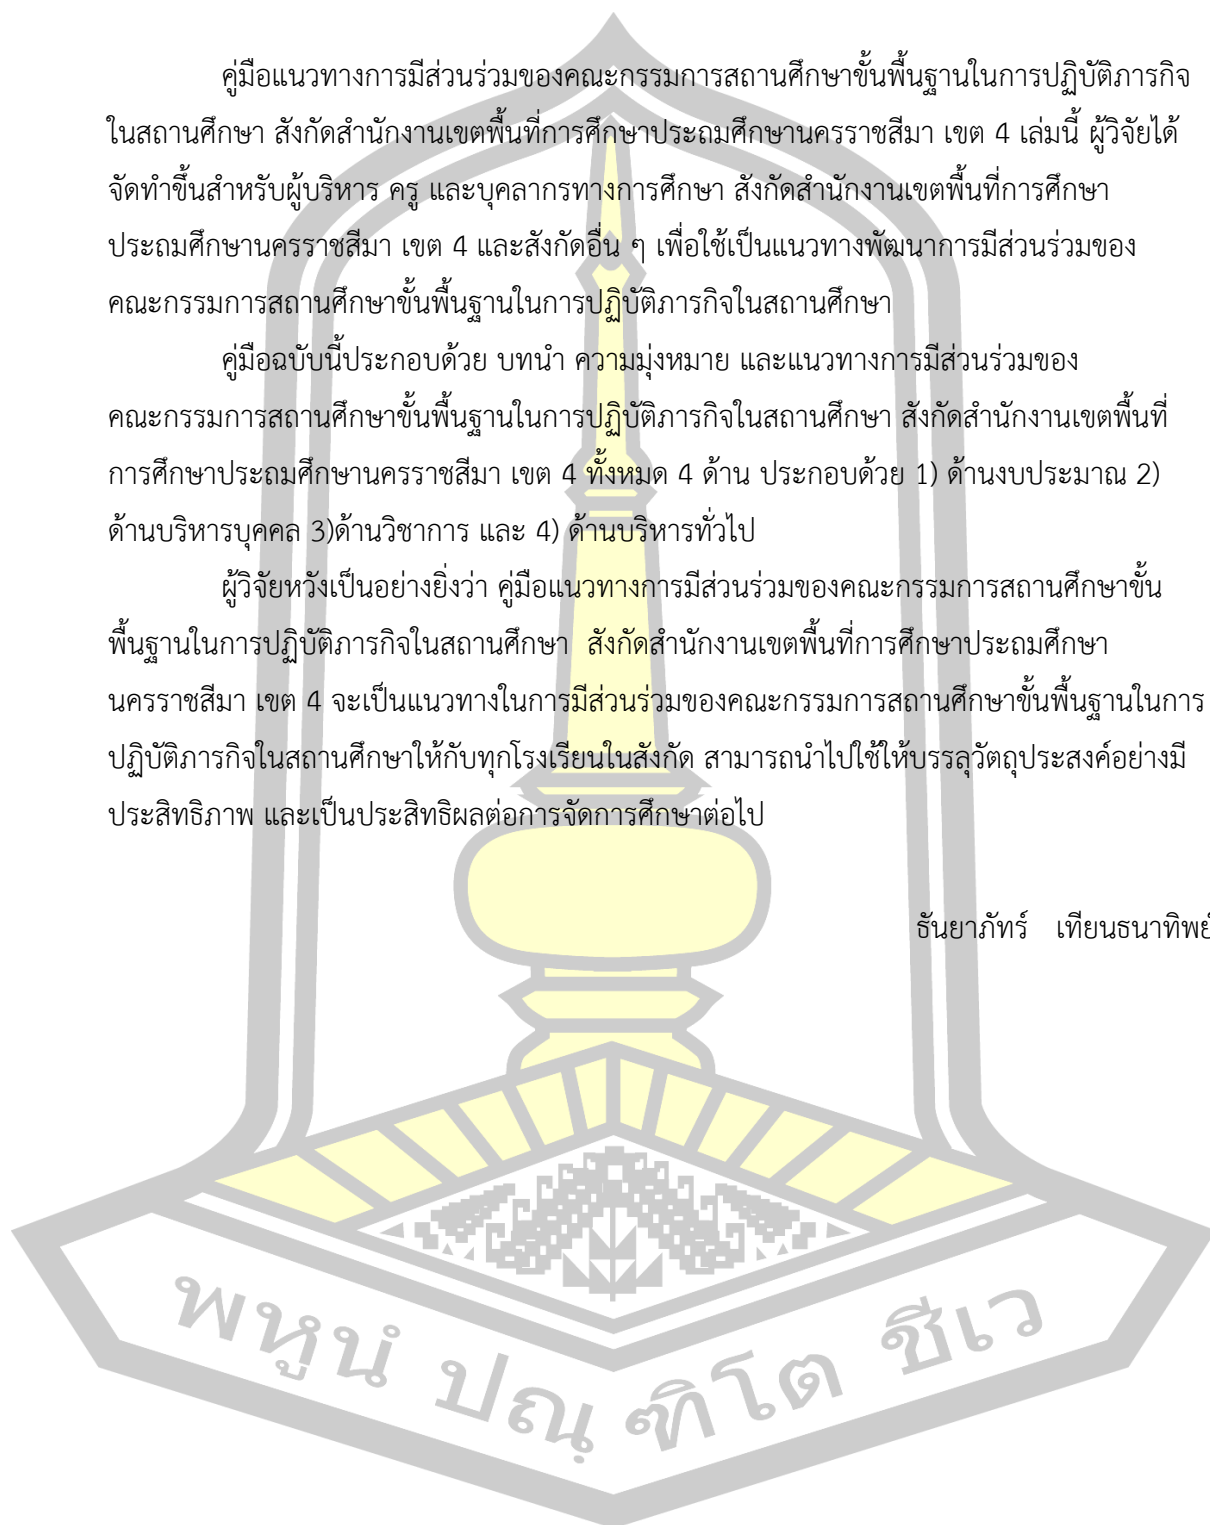 คู่มือแนวทางการมีส่วนร่วมของคณะกรรมการสถานศึกษาขั้นพื้นฐานในการปฏิบัติภารกิจ
ในสถานศึกษา สังกัดสำนักงานเขตพื้นที่การศึกษาประถมศึกษานครราชสีมา เขต 4 เล่มนี้ ผู้วิจัยได้
จัดทำขึ้นสำหรับผู้บริหาร ครู และบุคลากรทางการศึกษา สังกัดสำนักงานเขตพื้นที่การศึกษา
ประถมศึกษานครราชสีมา เขต 4 และสังกัดอื่น ๆ เพื่อใช้เป็นแนวทางพัฒนาการมีส่วนร่วมของ
คณะกรรมการสถานศึกษาขั้นพื้นฐานในการปฏิบัติภารกิจในสถานศึกษา
คู่มือฉบับนี้ประกอบด้วย บทนำ ความมุ่งหมาย และแนวทางการมีส่วนร่วมของ
คณะกรรมการสถานศึกษาขั้นพื้นฐานในการปฏิบัติภารกิจในสถานศึกษา สังกัดสำนักงานเขตพื้นที่
การศึกษาประถมศึกษานครราชสีมา เขต 4 ทั้งหมด 4 ด้าน ประกอบด้วย 1) ด้านงบประมาณ 2)
ด้านบริหารบุคคล 3)ด้านวิชาการ และ 4) ด้านบริหารทั่วไป
ผู้วิจัยหวังเป็นอย่างยิ่งว่า คู่มือแนวทางการมีส่วนร่วมของคณะกรรมการสถานศึกษาขั้น
พื้นฐานในการปฏิบัติภารกิจในสถานศึกษา สังกัดสำนักงานเขตพื้นที่การศึกษาประถมศึกษา
นครราชสีมา เขต 4 จะเป็นแนวทางในการมีส่วนร่วมของคณะกรรมการสถานศึกษาขั้นพื้นฐานในการ
ปฏิบัติภารกิจในสถานศึกษาให้กับทุกโรงเรียนในสังกัด สามารถนำไปใช้ให้บรรลุวัตถุประสงค์อย่างมี
ประสิทธิภาพ และเป็นประสิทธิผลต่อการจัดการศึกษาต่อไป
ธันยาภัทร์ เทียนธนาทิพย์
พหูนํ ปณฺฑิโต ชีเว